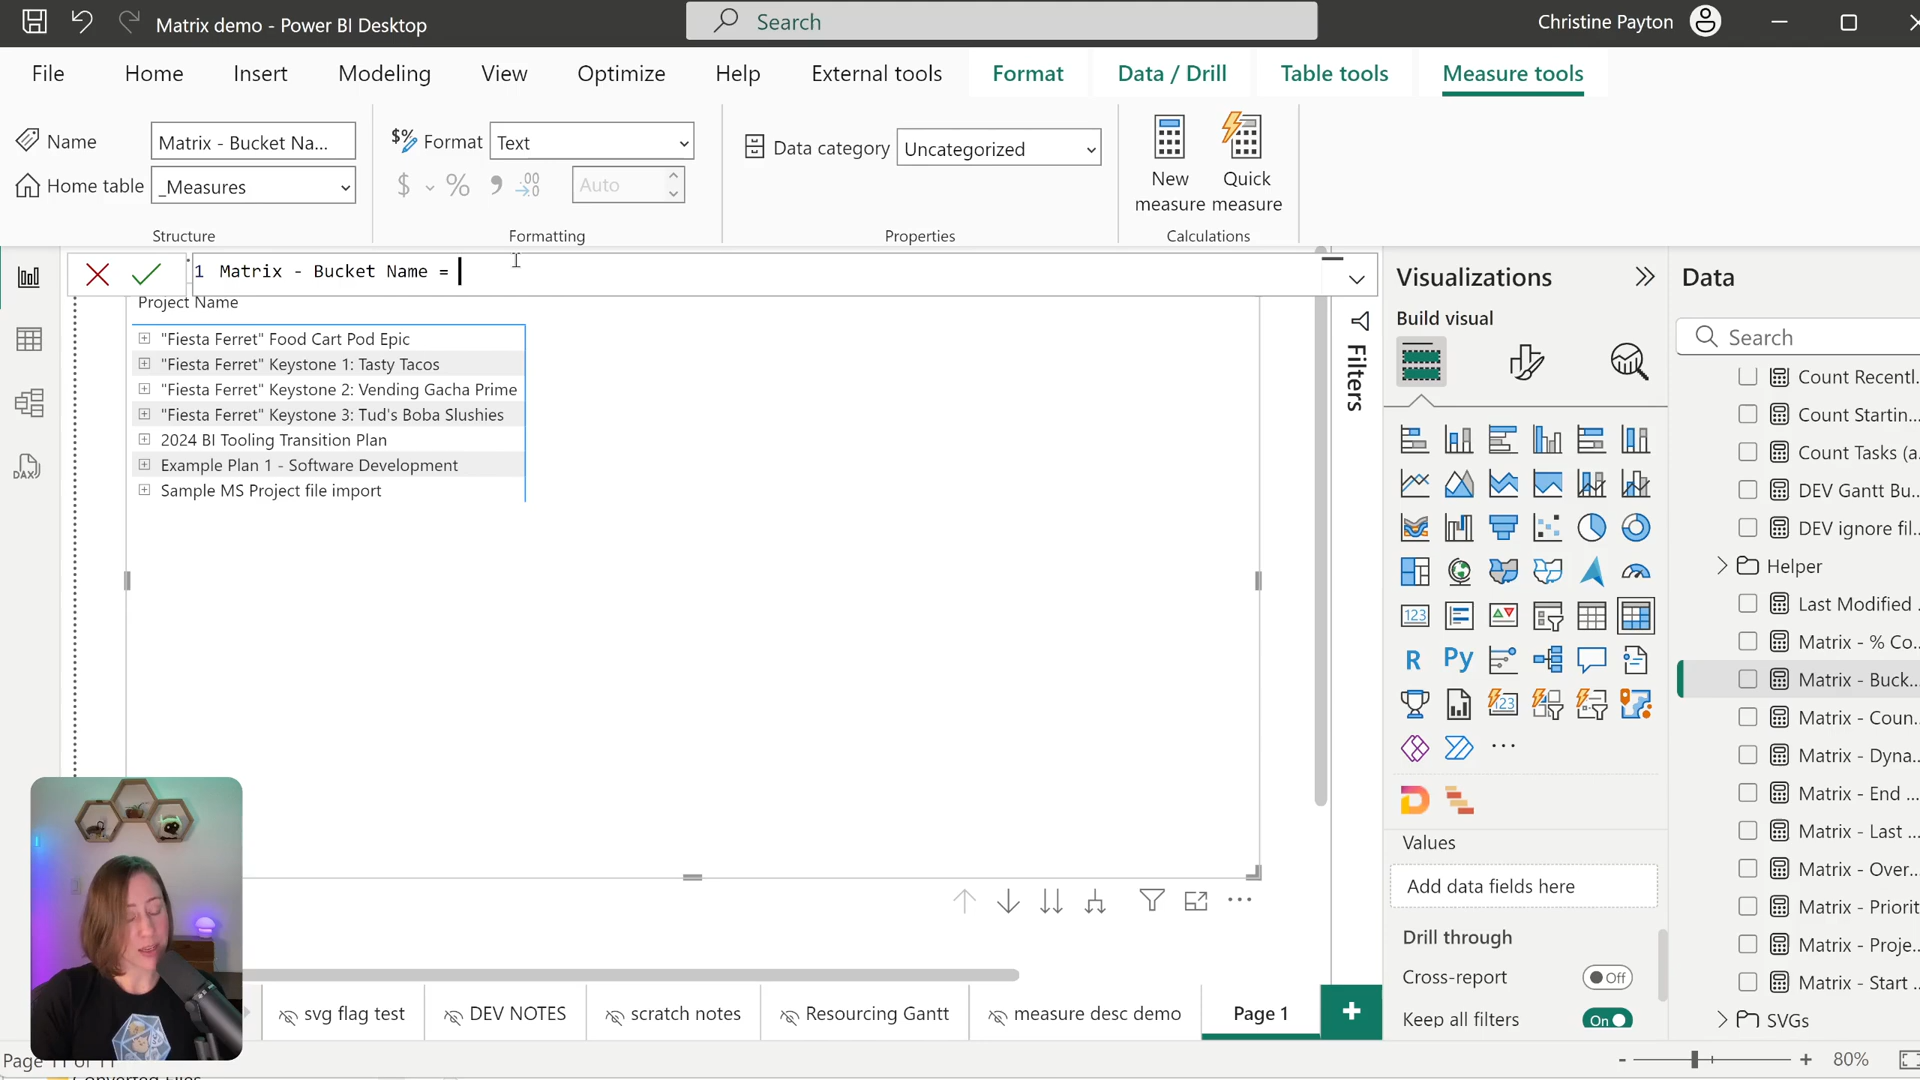 Matrix demo - Power BI Desktop
Search
Christine Payton
File
Home
Insert
Modeling
View
Optimize
Help
External tools
Format
Data / Drill
Table tools
Measure tools
Name
Matrix - Bucket Na...
Home table
_Measures
Structure
Format
Text
$
%
Auto
Formatting
Data category
Uncategorized
Properties
New measure
Quick measure
Calculations
1 Matrix - Bucket Name =
Project Name
"Fiesta Ferret" Food Cart Pod Epic
"Fiesta Ferret" Keystone 1: Tasty Tacos
"Fiesta Ferret" Keystone 2: Vending Gacha Prime
"Fiesta Ferret" Keystone 3: Tud's Boba Slushies
2024 BI Tooling Transition Plan
Example Plan 1 - Software Development
Sample MS Project file import
Filters
Visualizations
Build visual
123
R
Py
Values
Add data fields here
Drill through
Cross-report
Off
Keep all filters
On
Data
Search
Count Recentl...
Count Startin...
Count Tasks (a...
DEV Gantt Bu...
DEV ignore fil...
Helper
Last Modified
Matrix - % Co...
Matrix - Buck...
Matrix - Coun...
Matrix - Dyna...
Matrix - End ...
Matrix - Last ...
Matrix - Over...
Matrix - Priorit
Matrix - Proje...
Matrix - Start ...
SVGs
DAX
svg flag test
DEV NOTES
scratch notes
Resourcing Gantt
measure desc demo
Page 1
80%